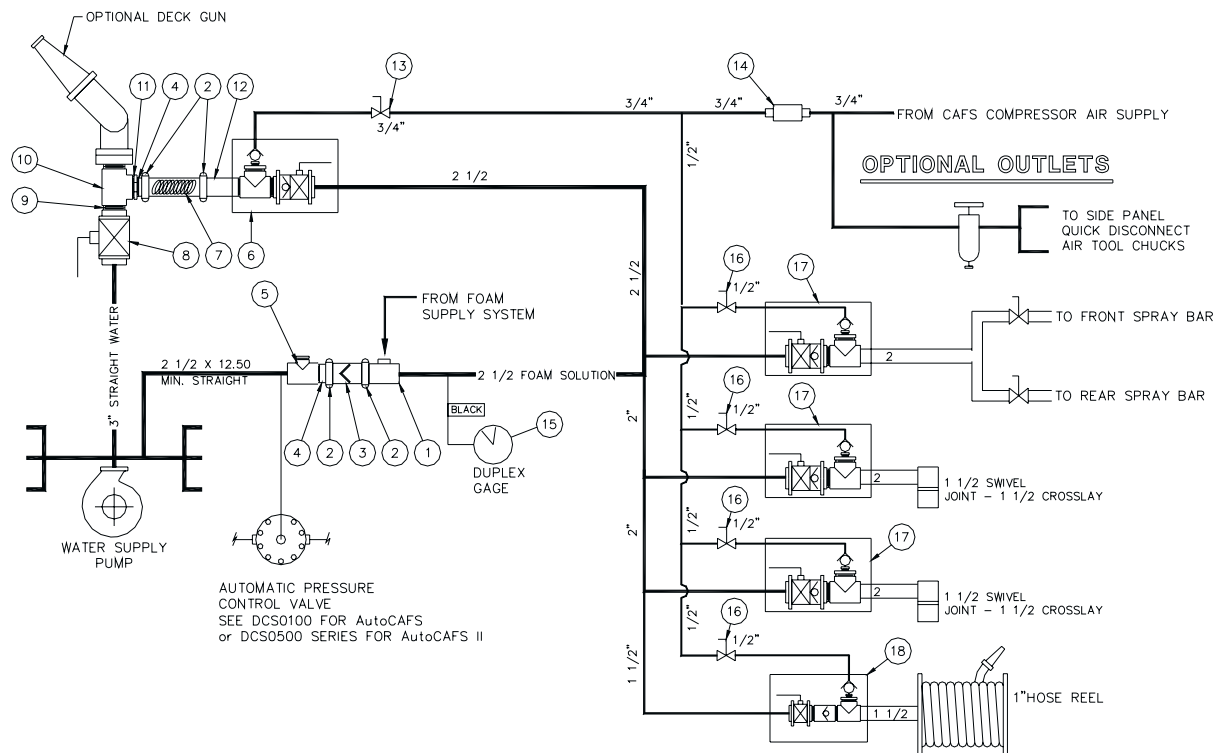 OPTIONAL DECK GUN
11
4
2
12
13
14
3/4"
3/4"
3/4"
3/4"
FROM CAFS COMPRESSOR AIR SUPPLY
10
9
8
7
6
2 1/2
1/2"
OPTIONAL OUTLETS
TO SIDE PANEL
QUICK DISCONNECT
AIR TOOL CHUCKS
2 1/2
16
1/2"
17
TO FRONT SPRAY BAR
2
TO REAR SPRAY BAR
5
FROM FOAM
SUPPLY SYSTEM
3" STRAIGHT WATER
2 1/2 X 12.50
MIN. STRAIGHT
2 1/2 FOAM SOLUTION
BLACK
4
2
3
2
1
15
DUPLEX
GAGE
2"
1/2"
16
1/2"
17
2
1 1/2 SWIVEL
JOINT - 1 1/2 CROSSLAY
WATER SUPPLY
PUMP
AUTOMATIC PRESSURE
CONTROL VALVE
SEE DCS0100 FOR AutoCAFS
or DCS0500 SERIES FOR AutoCAFS II
2"
1/2"
16
1/2"
17
2
1 1/2 SWIVEL
JOINT - 1 1/2 CROSSLAY
1 1/2"
1/2"
16
1/2"
18
1 1/2
1"HOSE REEL